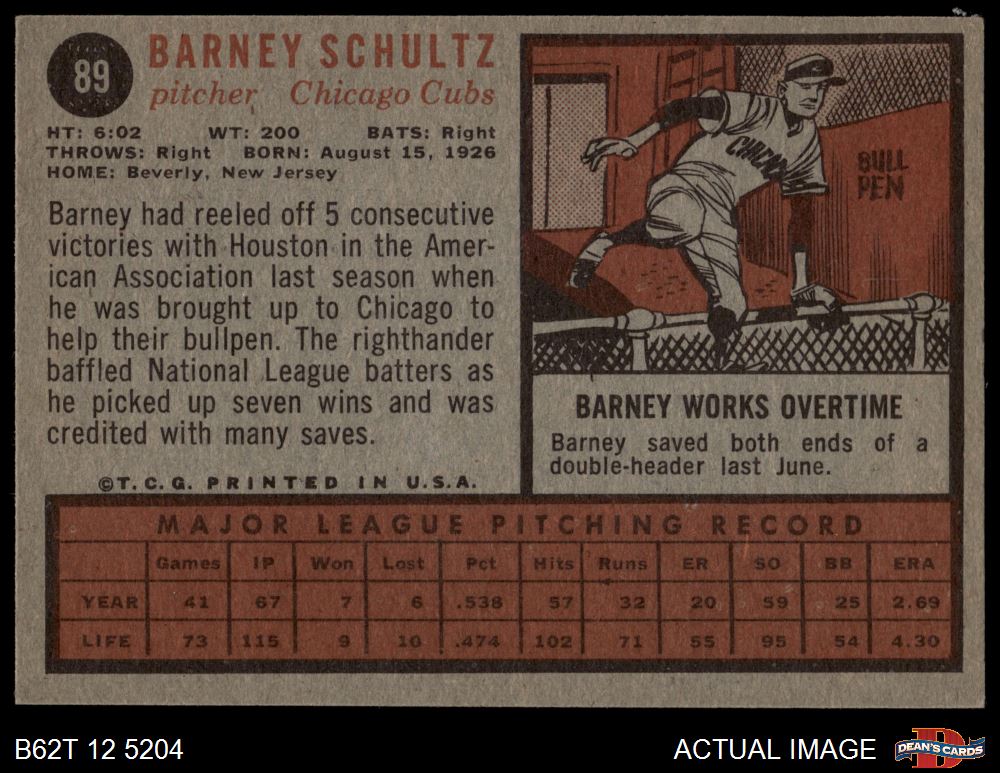 89
BARNEY SCHULTZ
pitcher Chicago Cubs
HT: 6:02 WT: 200 BATS: Right
THROWS: Right BORN: August 15, 1926
HOME: Beverly, New Jersey
Barney had reeled off 5 consecutive
victories with Houston in the Amer-
ican Association last season when
he was brought up to Chicago to
help their bullpen. The righthander
baffled National League batters as
he picked up seven wins and was
credited with many saves.
©T.C.G. PRINTED IN U.S.A.
CHICAGO
BULL
PEN
BARNEY WORKS OVERTIME
Barney saved both ends of a
double-header last June.
MAJOR LEAGUE PITCHING RECORD
Games IP Won Lost Pct Hits Runs ER SO BB ERA
YEAR 41 67 7 6 .538 57 32 20 59 25 2.69
LIFE 73 115 9 10 .474 102 71 55 95 54 4.30
B62T 12 5204
ACTUAL IMAGE
D
DEAN'S CARDS